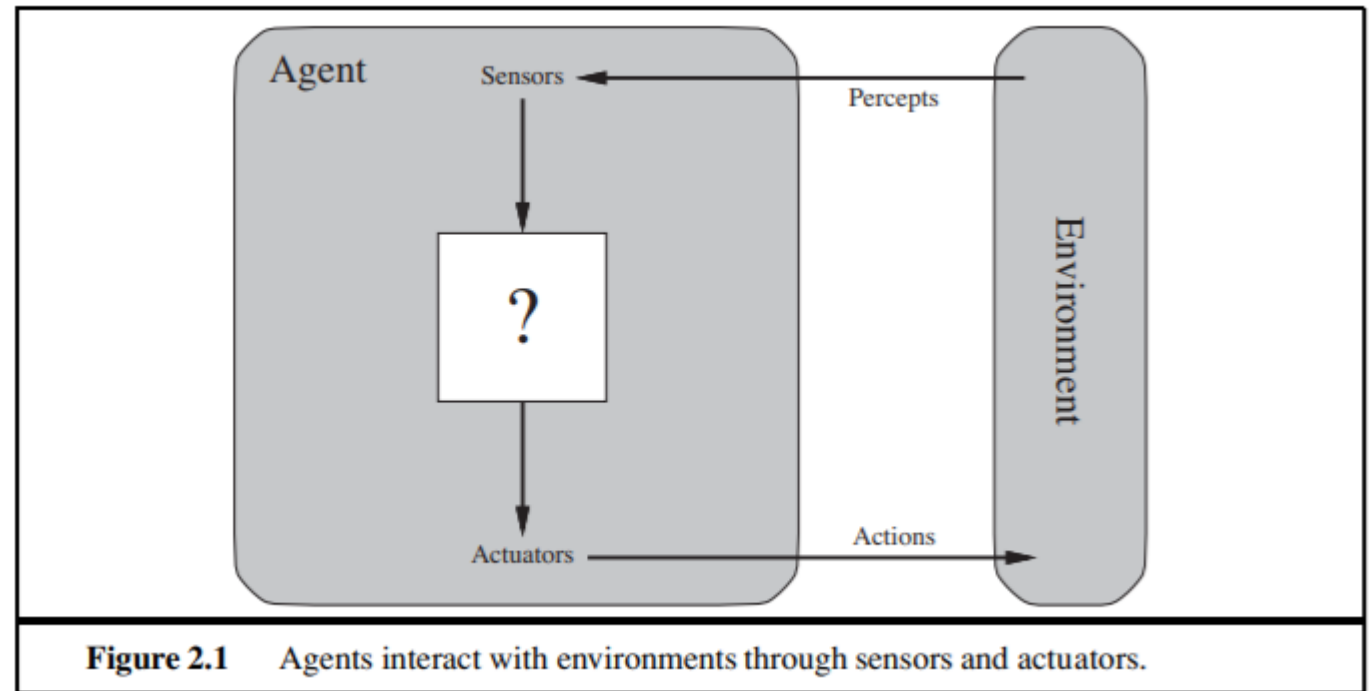 Agent
Sensors
Percepts
?
Environment
Actuators
Actions
Figure 2.1 Agents interact with environments through sensors and actuators.